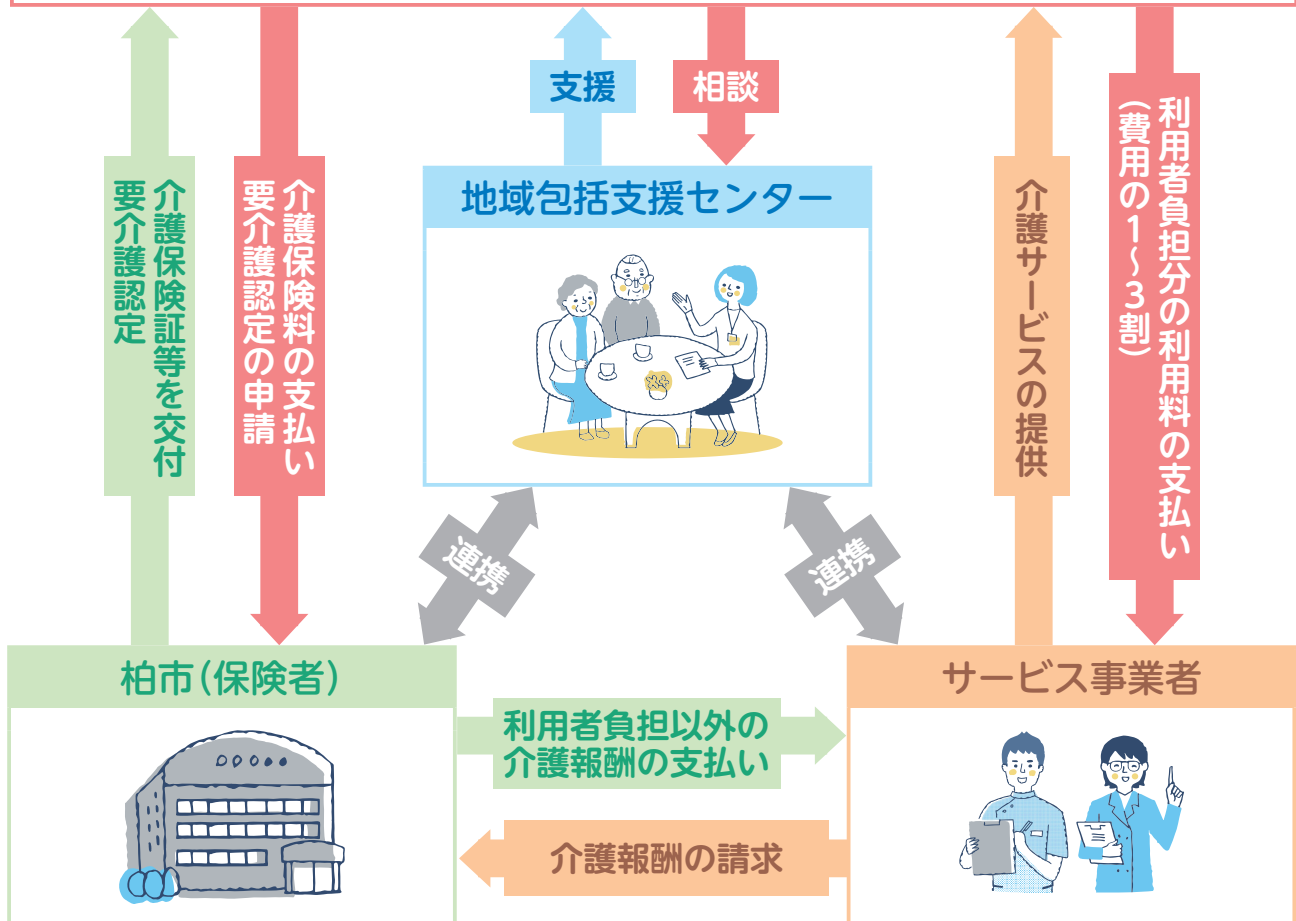 支援
相談
介護保険証等を交付
要介護認定
介護保険料の支払い
要介護認定の申請
地域包括支援センター
介護サービスの提供
利用者負担分の利用料の支払い
(費用の1～3割)
連携
連携
柏市(保険者)
サービス事業者
利用者負担以外の
介護報酬の支払い
介護報酬の請求